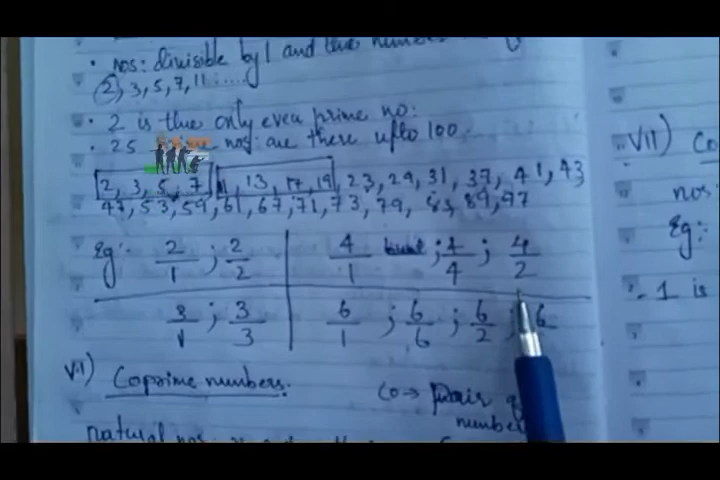 • nos: divisible by 1 and the number
2, 3, 5, 7, 11 ....
• 2 is the only even prime no:
• 25 nos: are there upto 100
2, 3, 5, 7, 11, 13, 17, 19, 23, 29, 31, 37, 41, 43
47, 53, 59, 61, 67, 71, 73, 79, 83, 89, 97
Eg:- 2/1 ; 2/2 4/1 ; 4/4 ; 4/2
3/1 ; 3/3 6/1 ; 6/6 ; 6/2 ; 6
VII) Coprime numbers. Co → Pair
number
natural nos:
VII) Co
nos:
Eg:
∴ 1 is